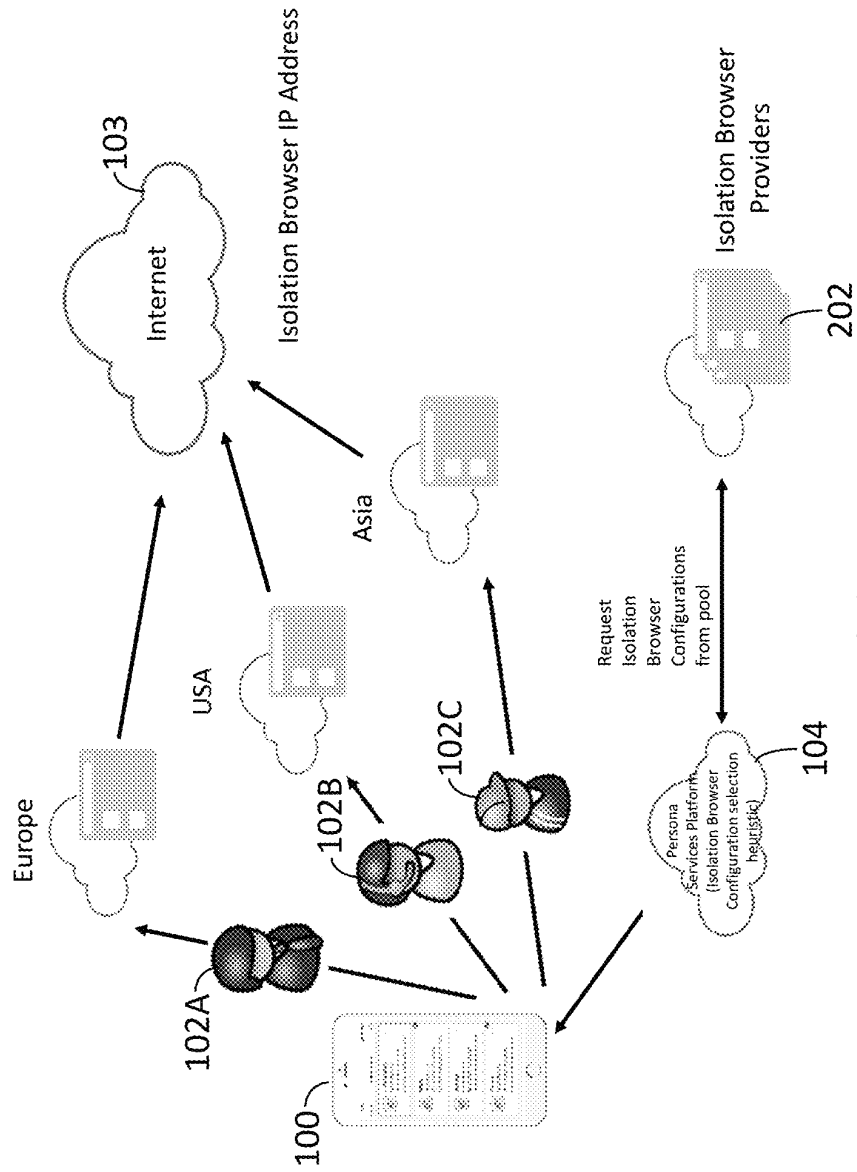 103
Internet
Isolation Browser IP Address
Europe
USA
Asia
102A
102B
102C
100
Request
Isolation
Browser
Configurations
from pool
Persona
Services Platform
(Isolation Browser
Configuration selection
heuristic)
104
Isolation Browser
Providers
202